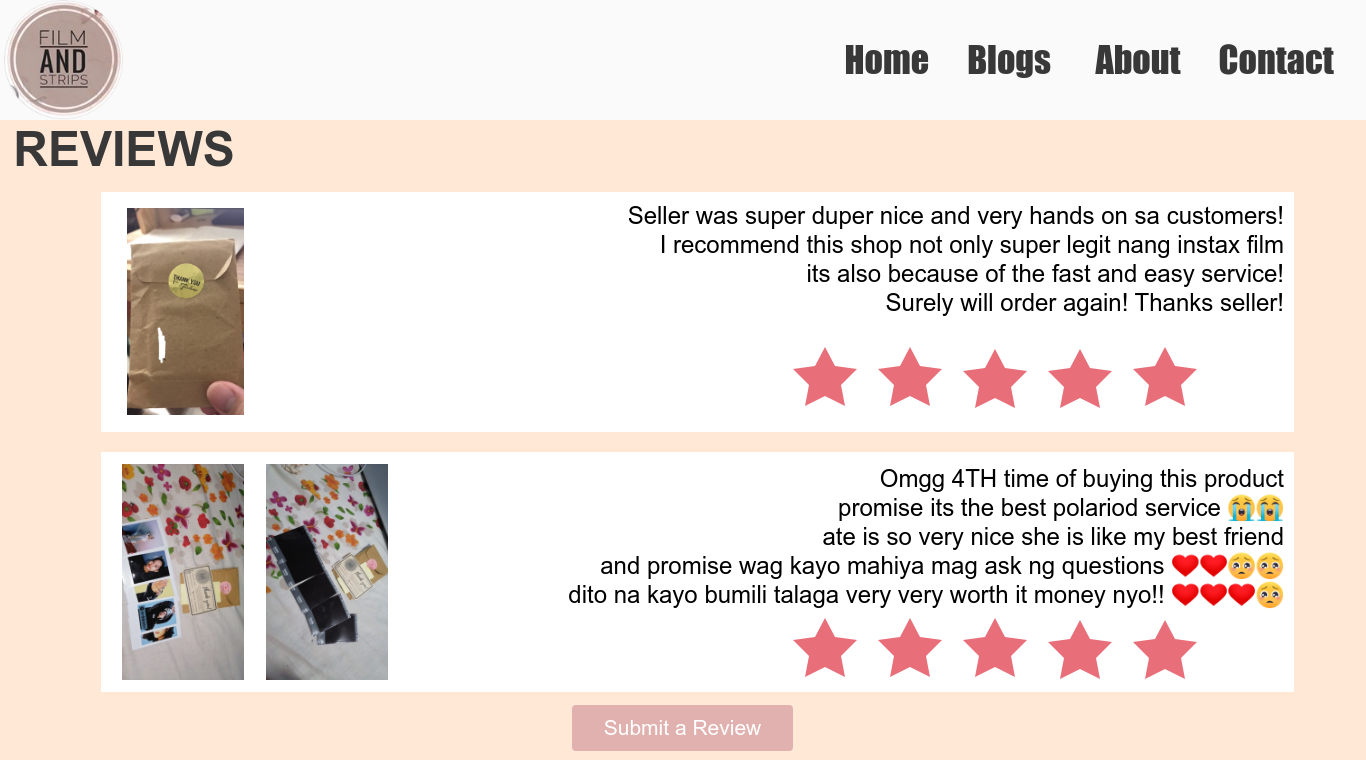 FILM
AND
STRIPS
Home Blogs About Contact
REVIEWS
THANK YOU
Seller was super duper nice and very hands on sa customers!
I recommend this shop not only super legit nang instax film
its also because of the fast and easy service!
Surely will order again! Thanks seller!
Omgg 4TH time of buying this product
promise its the best polariod service 😭😭
ate is so very nice she is like my best friend
and promise wag kayo mahiya mag ask ng questions ❤️❤️🥺🥺
dito na kayo bumili talaga very very worth it money nyo!! ❤️❤️❤️🥺
Submit a Review